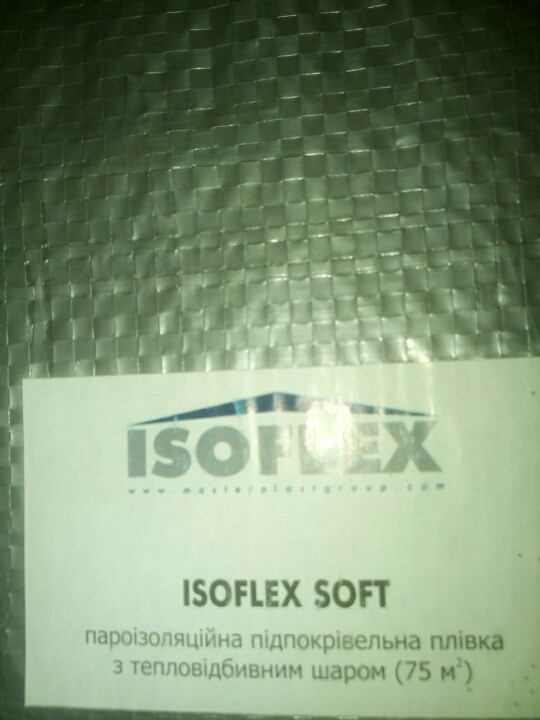 ISOFLEX
www.masterplastgroup.com
ISOFLEX SOFT
пароізоляційна підпокрівельна плівка
з тепловідбивним шаром (75 м²)